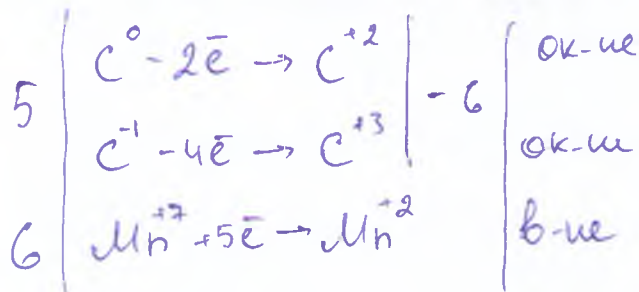 C⁰ - 2ē → C⁺² ок-ие
5 - 6
C⁻¹ - 4ē → C⁺³ ок-ие
6 Mn⁺⁷ + 5ē → Mn⁺² в-ие